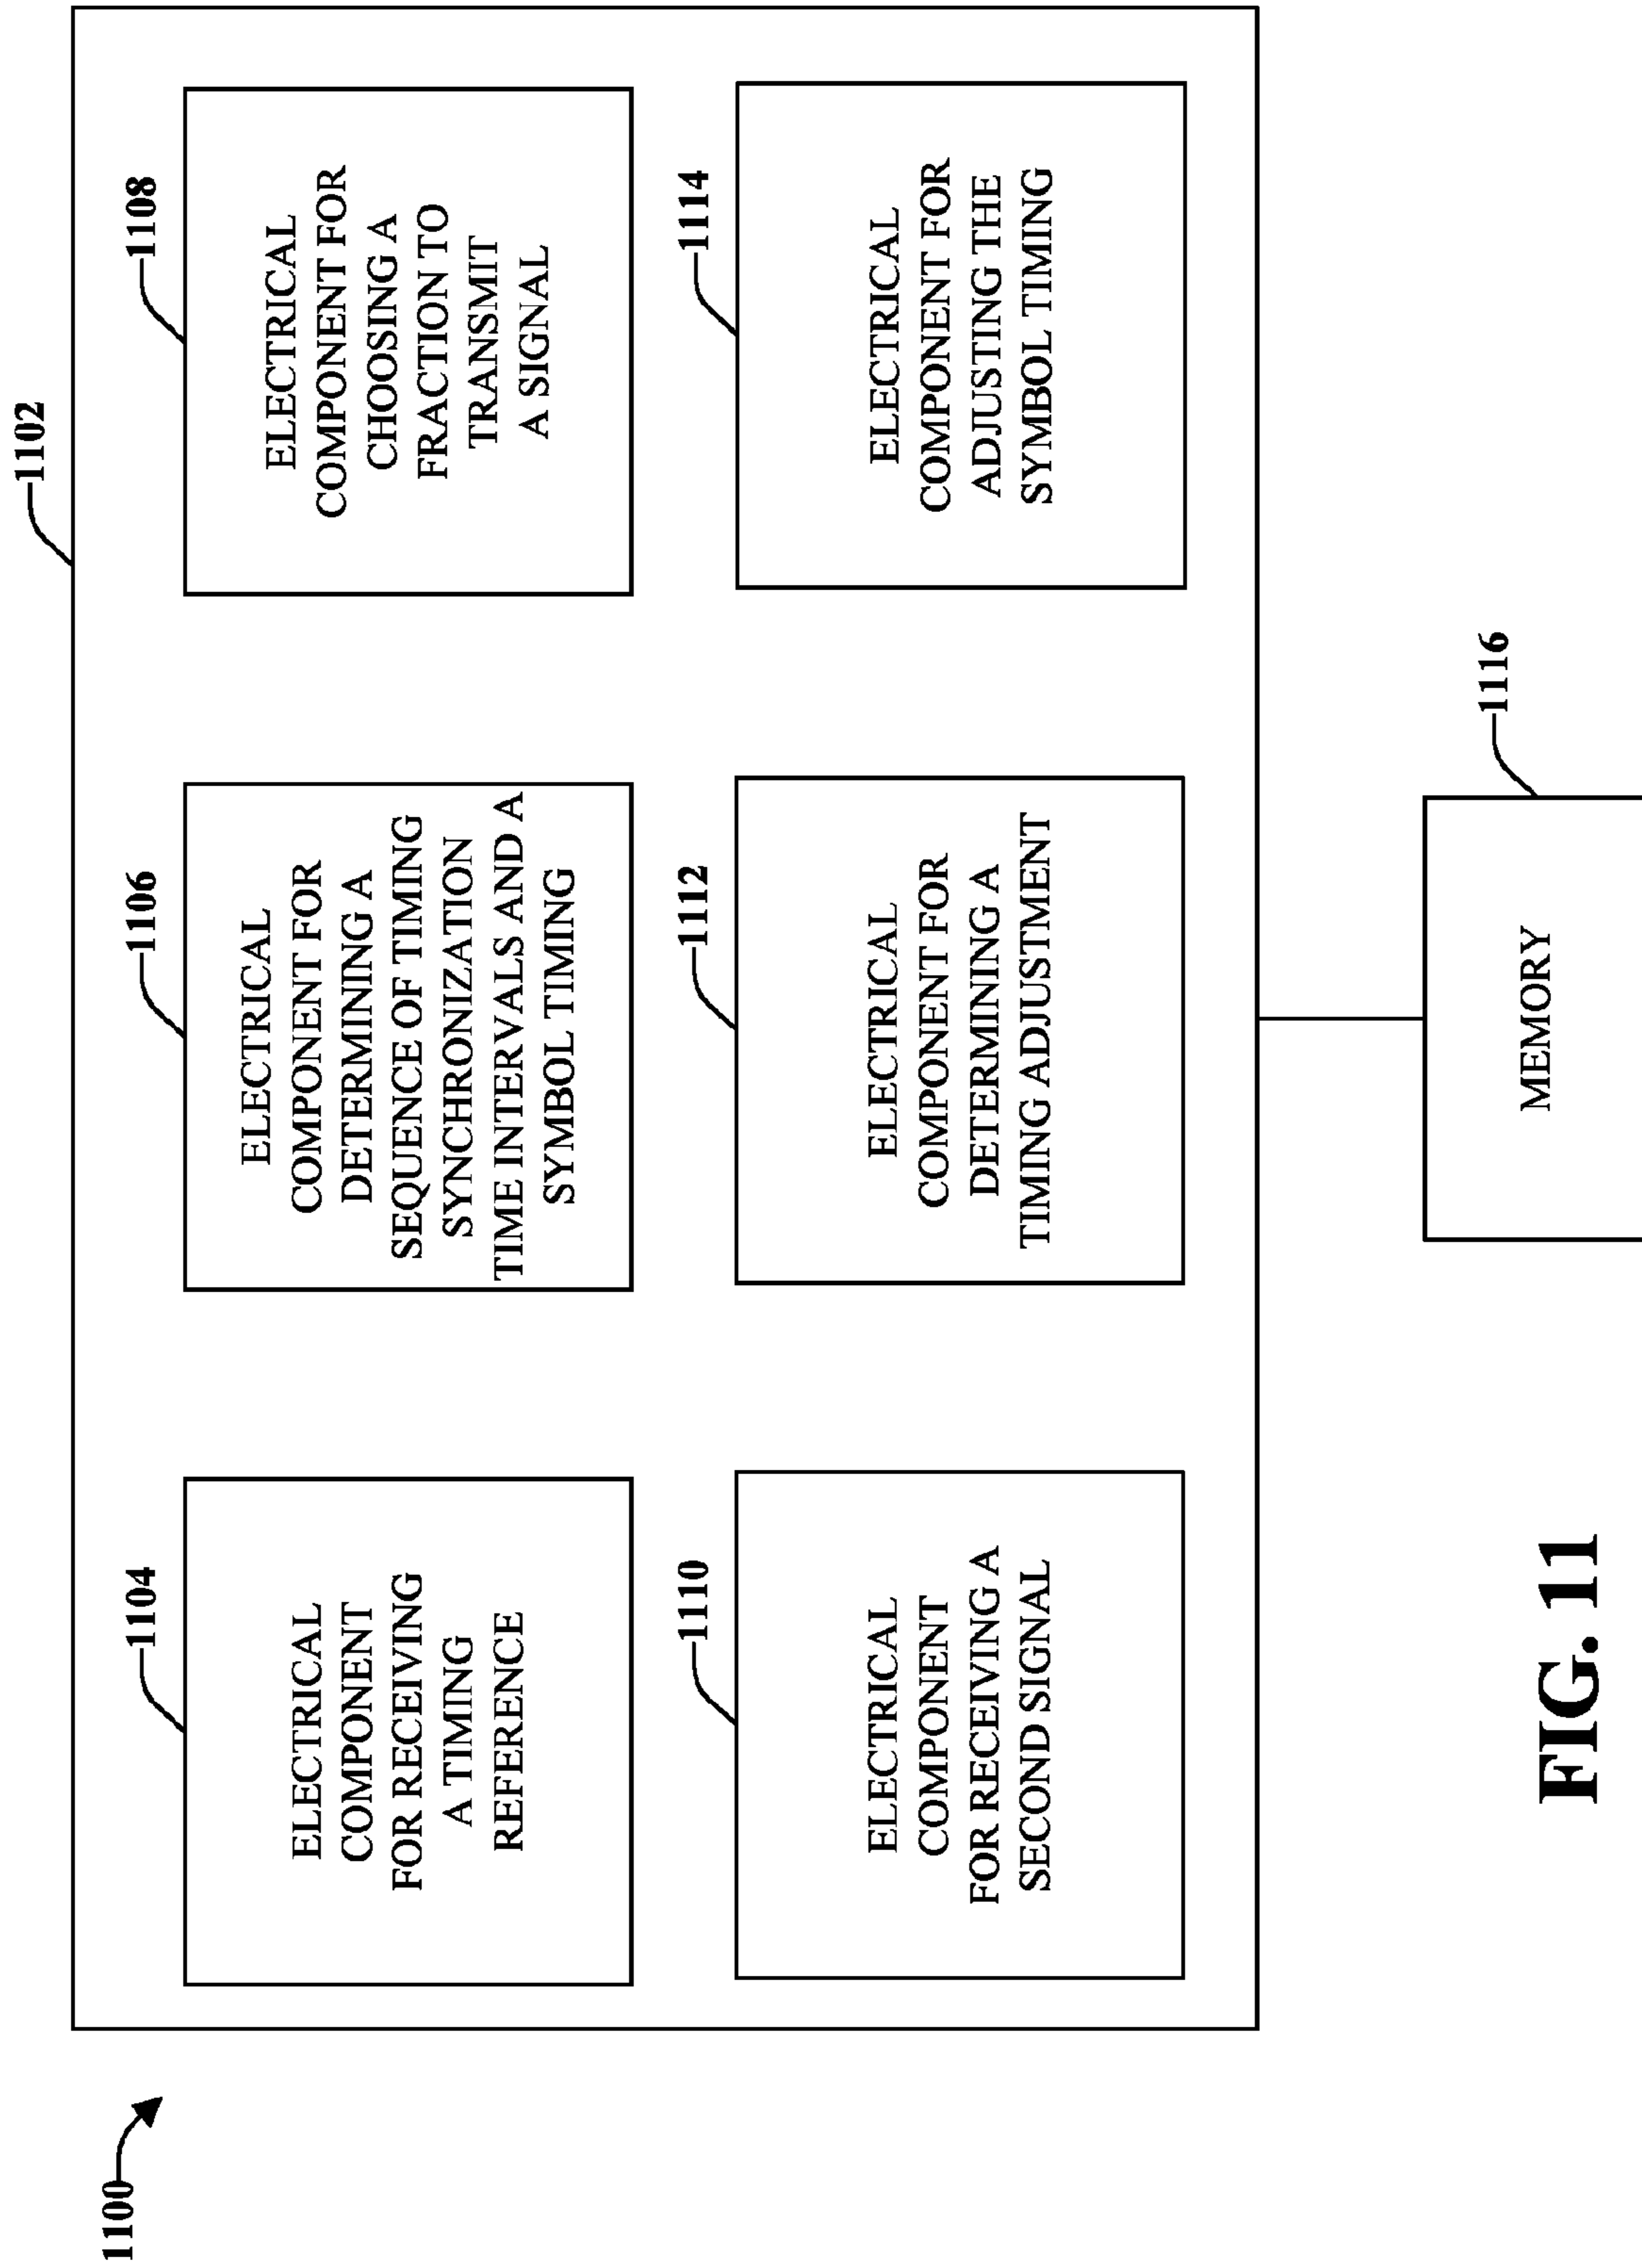 1100
1102
1104
ELECTRICAL
COMPONENT
FOR RECEIVING
A TIMING
REFERENCE
1106
ELECTRICAL
COMPONENT FOR
DETERMINING A
SEQUENCE OF TIMING
SYNCHRONIZATION
TIME INTERVALS AND A
SYMBOL TIMING
1108
ELECTRICAL
COMPONENT FOR
CHOOSING A
FRACTION TO
TRANSMIT
A SIGNAL
1110
ELECTRICAL
COMPONENT
FOR RECEIVING A
SECOND SIGNAL
1112
ELECTRICAL
COMPONENT FOR
DETERMINING A
TIMING ADJUSTMENT
1114
ELECTRICAL
COMPONENT FOR
ADJUSTING THE
SYMBOL TIMING
1116
MEMORY
FIG. 11